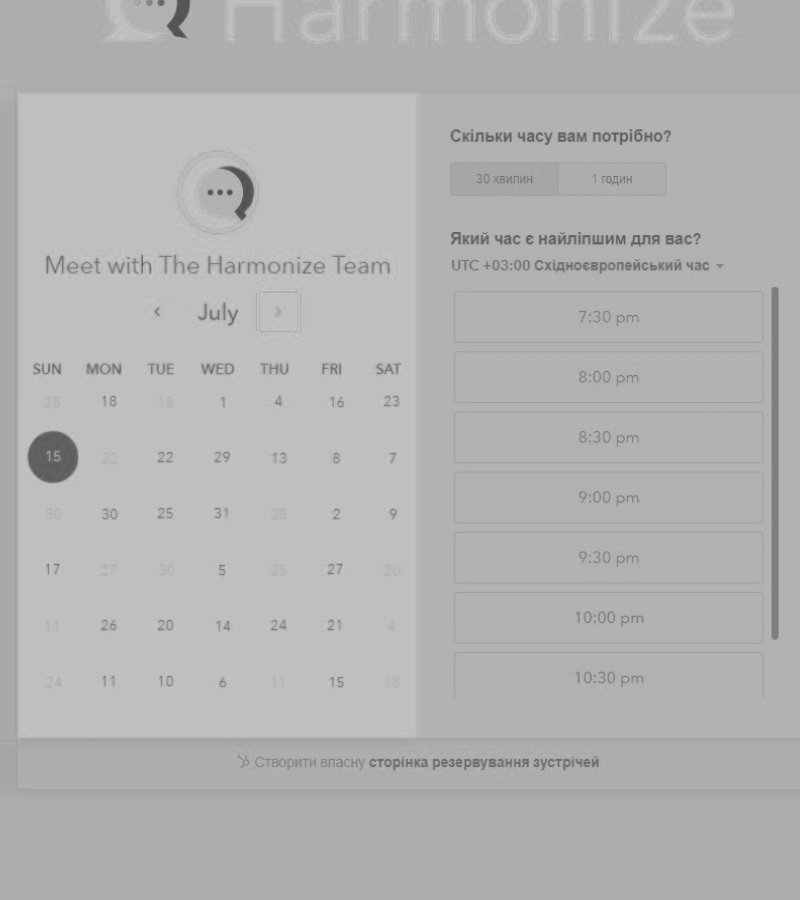 Harmonize
Meet with The Harmonize Team
July
SUN MON TUE WED THU FRI SAT
25 18 18 1 4 16 23
15 22 22 29 13 8 7
30 30 25 31 28 2 9
17 27 30 5 25 27 20
11 26 20 14 24 21 4
24 11 10 6 11 15 18
Скільки часу вам потрібно?
30 хвилин 1 годин
Який час є найліпшим для вас?
UTC +03:00 Східноєвропейський час
7:30 pm
8:00 pm
8:30 pm
9:00 pm
9:30 pm
10:00 pm
10:30 pm
Створити власну сторінка резервування зустрічей